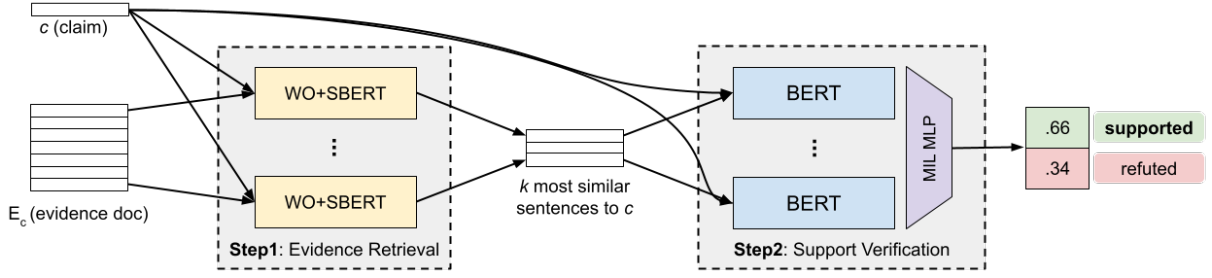 c (claim)
E_c (evidence doc)
WO+SBERT
...
WO+SBERT
Step1: Evidence Retrieval
k most similar
sentences to c
BERT
...
BERT
MIL MLP
Step2: Support Verification
.66
supported
.34
refuted